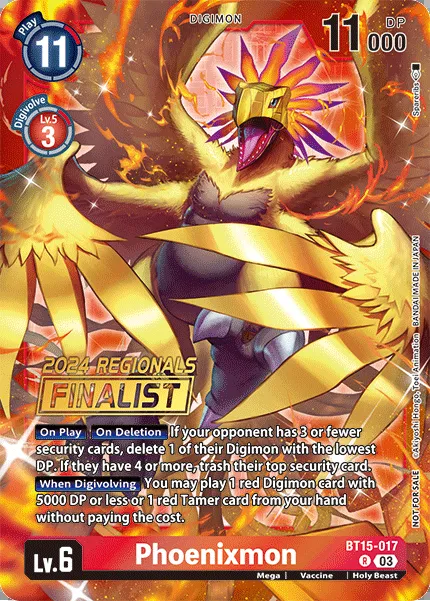 Play
DIGIMON
11
11000
DP
Digivolve
Lv.5
3
Spareribs
©Akiyoshi Hongo, Toei Animation BANDAI MADE IN JAPAN
NOT FOR SALE
2024 REGIONALS
FINALIST
On Play On Deletion If your opponent has 3 or fewer
security cards, delete 1 of their Digimon with the lowest
DP. If they have 4 or more, trash their top security card.
When Digivolving You may play 1 red Digimon card with
5000 DP or less or 1 red Tamer card from your hand
without paying the cost.
Lv.6
Phoenixmon
BT15-017
R 03
Mega | Vaccine | Holy Beast